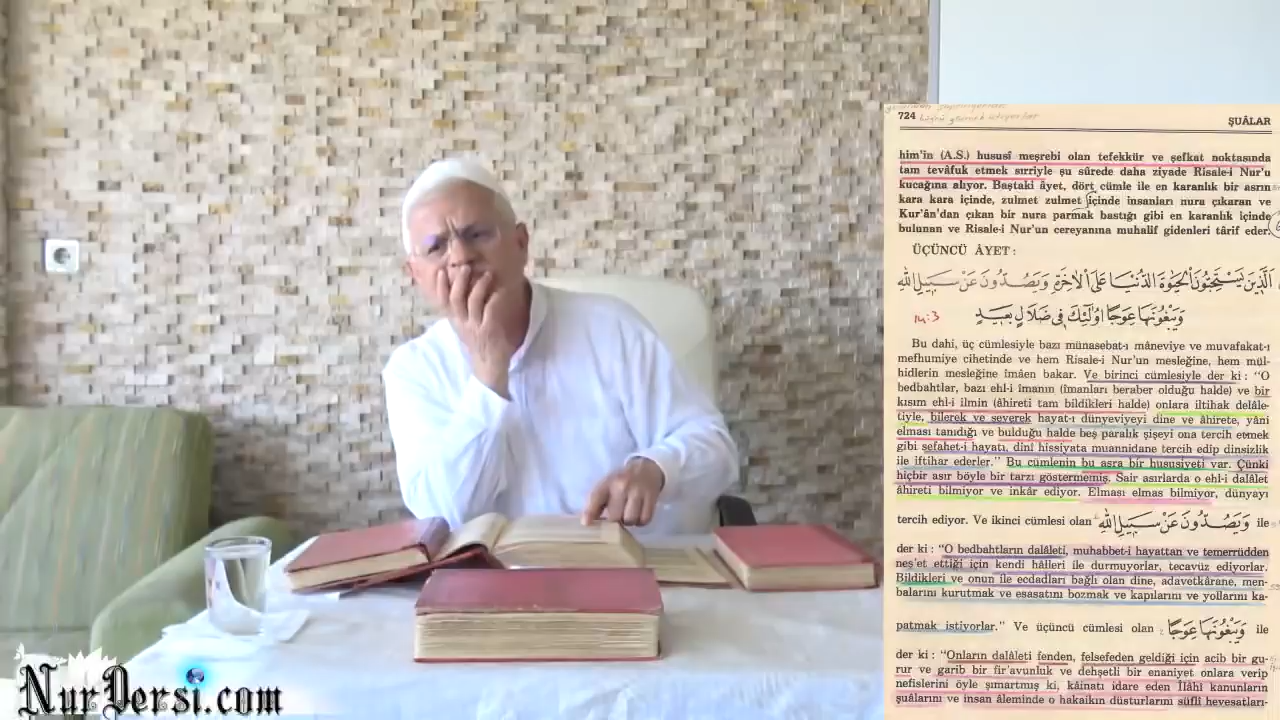 724
ŞUÂLAR
him'in (A.S.) hususî meşrebi olan tefekkür ve şefkat noktasında
tam tevâfuk etmek sırriyle şu sûrede daha ziyade Risale-i Nur'u
kucağına alıyor. Baştaki âyet, dört cümle ile en karanlık bir asrın
kara kara içinde, zulmet zulmet içinde insanları nura çıkaran ve
Kur'ân'dan çıkan bir nura parmak bastığı gibi en karanlık içinde
bulunan ve Risale-i Nur'un cereyanına muhalif gidenleri târif eder.
ÜÇÜNCÜ ÂYET :
اَلَّذِينَ يَسْتَحِبُّونَ الْحَيٰوةَ الدُّنْيَا عَلَى الْاٰخِرَةِ وَيَصُدُّونَ عَنْ سَبِيلِ اللّٰهِ
14:3 وَيَبْغُونَهَا عِوَجًا اُولٰٓئِكَ فِى ضَلَالٍ بَعِيدٍ
Bu dahi, üç cümlesiyle bazı münasebat-ı mâneviye ve muvafakat-ı
mefhumiye cihetinde ve hem Risale-i Nur'un mesleğine, hem mül-
hidlerin mesleğine îmâen bakar. Ve birinci cümlesiyle der ki : "O
bedbahtlar, bazı ehl-i îmanın (îmanları beraber olduğu halde) ve bir
kısım ehl-i ilmin (âhireti tam bildikleri halde) onlara iltihak delâle-
tiyle, bilerek ve severek hayat-ı dünyeviyeyi dine ve âhirete, yâni
elması tanıdığı ve bulduğu halde beş paralık şişeyi ona tercih etmek
gibi sefahet-i hayatı, dinî hissiyata muannidane tercih edip dinsizlik
ile iftihar ederler." Bu cümlenin bu asra bir hususiyeti var. Çünki
hiçbir asır böyle bir tarzı göstermemiş. Sair asırlarda o ehl-i dalâlet
âhireti bilmiyor ve inkâr ediyor. Elması elmas bilmiyor, dünyayı
tercih ediyor. Ve ikinci cümlesi olan وَيَصُدُّونَ عَنْ سَبِيلِ اللّٰهِ ile
der ki : "O bedbahtların dalâleti, muhabbet-i hayattan ve temerrüdden
neş'et ettiği için kendi hâlleri ile durmuyorlar, tecavüz ediyorlar.
Bildikleri ve onun ile ecdadları bağlı olan dine, adavetkârane, men-
balarını kurutmak ve esasatını bozmak ve kapılarını ve yollarını ka-
patmak istiyorlar." Ve üçüncü cümlesi olan وَيَبْغُونَهَا عِوَجًا ile
der ki : "Onların dalâleti fenden, felsefeden geldiği için acib bir gu-
rur ve garib bir fir'avunluk ve dehşetli bir enaniyet onlara verip
nefislerini öyle şımartmış ki, kâinatı idare eden İlâhî kanunların
şuâlarını ve insan âleminde o hakaikın düsturlarını süflî hevesatları-
NurDersi.com